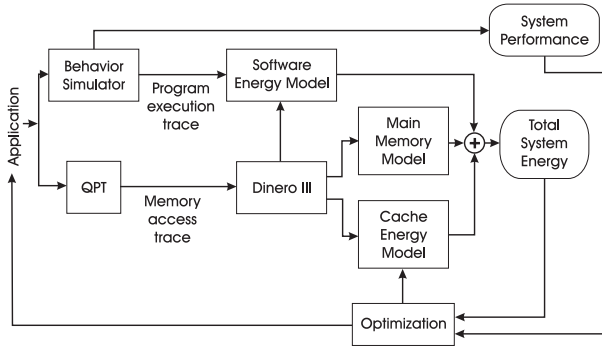 System
Performance
Behavior
Simulator
Software
Energy Model
Program
execution
trace
Application
Main
Memory
Model
+
Total
System
Energy
QPT
Memory
access
trace
Dinero III
Cache
Energy
Model
Optimization